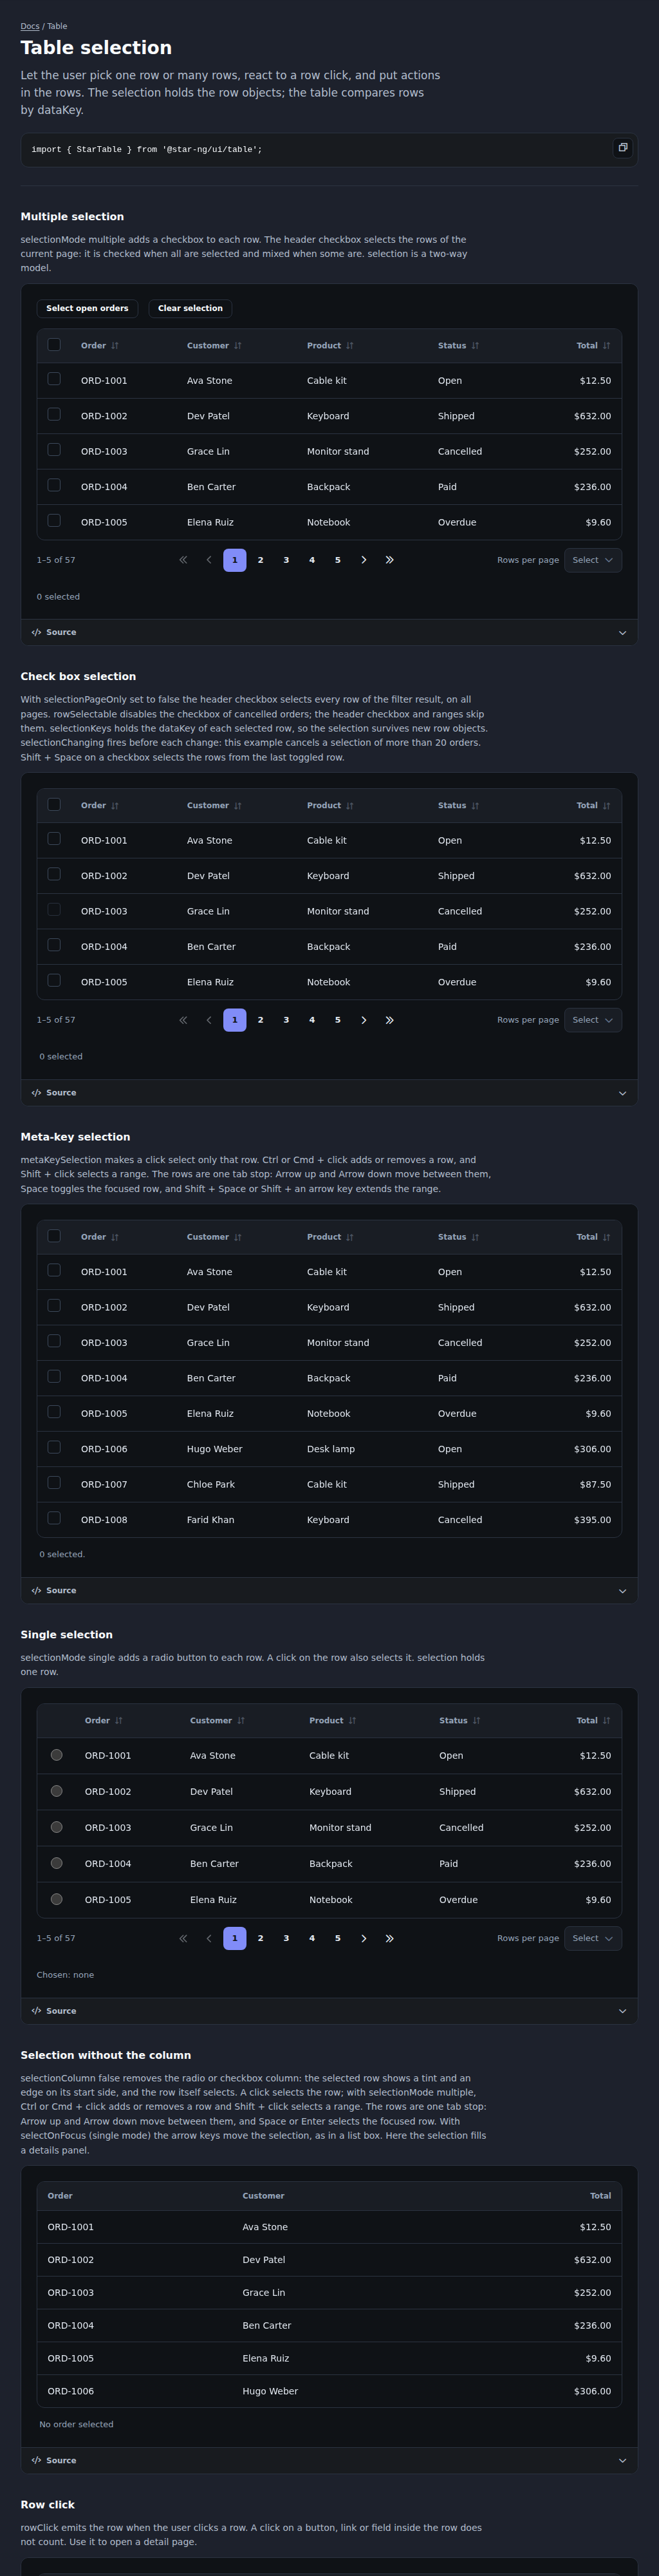 Docs / Table
Table selection
Let the user pick one row or many rows, react to a row click, and put actions
in the rows. The selection holds the row objects; the table compares rows
by dataKey.
import { StarTable } from '@star-ng/ui/table';
Multiple selection
selectionMode multiple adds a checkbox to each row. The header checkbox selects the rows of the
current page: it is checked when all are selected and mixed when some are. selection is a two-way
model.
Select open orders Clear selection
Order Customer Product Status Total
ORD-1001 Ava Stone Cable kit Open $12.50
ORD-1002 Dev Patel Keyboard Shipped $632.00
ORD-1003 Grace Lin Monitor stand Cancelled $252.00
ORD-1004 Ben Carter Backpack Paid $236.00
ORD-1005 Elena Ruiz Notebook Overdue $9.60
1–5 of 57 1 2 3 4 5 Rows per page Select
0 selected
Source
Check box selection
With selectionPageOnly set to false the header checkbox selects every row of the filter result, on all
pages. rowSelectable disables the checkbox of cancelled orders; the header checkbox and ranges skip
them. selectionKeys holds the dataKey of each selected row, so the selection survives new row objects.
selectionChanging fires before each change: this example cancels a selection of more than 20 orders.
Shift + Space on a checkbox selects the rows from the last toggled row.
Order Customer Product Status Total
ORD-1001 Ava Stone Cable kit Open $12.50
ORD-1002 Dev Patel Keyboard Shipped $632.00
ORD-1003 Grace Lin Monitor stand Cancelled $252.00
ORD-1004 Ben Carter Backpack Paid $236.00
ORD-1005 Elena Ruiz Notebook Overdue $9.60
1–5 of 57 1 2 3 4 5 Rows per page Select
0 selected
Source
Meta-key selection
metaKeySelection makes a click select only that row. Ctrl or Cmd + click adds or removes a row, and
Shift + click selects a range. The rows are one tab stop: Arrow up and Arrow down move between them,
Space toggles the focused row, and Shift + Space or Shift + an arrow key extends the range.
Order Customer Product Status Total
ORD-1001 Ava Stone Cable kit Open $12.50
ORD-1002 Dev Patel Keyboard Shipped $632.00
ORD-1003 Grace Lin Monitor stand Cancelled $252.00
ORD-1004 Ben Carter Backpack Paid $236.00
ORD-1005 Elena Ruiz Notebook Overdue $9.60
ORD-1006 Hugo Weber Desk lamp Open $306.00
ORD-1007 Chloe Park Cable kit Shipped $87.50
ORD-1008 Farid Khan Keyboard Cancelled $395.00
0 selected.
Source
Single selection
selectionMode single adds a radio button to each row. A click on the row also selects it. selection holds
one row.
Order Customer Product Status Total
ORD-1001 Ava Stone Cable kit Open $12.50
ORD-1002 Dev Patel Keyboard Shipped $632.00
ORD-1003 Grace Lin Monitor stand Cancelled $252.00
ORD-1004 Ben Carter Backpack Paid $236.00
ORD-1005 Elena Ruiz Notebook Overdue $9.60
1–5 of 57 1 2 3 4 5 Rows per page Select
Chosen: none
Source
Selection without the column
selectionColumn false removes the radio or checkbox column: the selected row shows a tint and an
edge on its start side, and the row itself selects. A click selects the row; with selectionMode multiple,
Ctrl or Cmd + click adds or removes a row and Shift + click selects a range. The rows are one tab stop:
Arrow up and Arrow down move between them, and Space or Enter selects the focused row. With
selectOnFocus (single mode) the arrow keys move the selection, as in a list box. Here the selection fills
a details panel.
Order Customer Total
ORD-1001 Ava Stone $12.50
ORD-1002 Dev Patel $632.00
ORD-1003 Grace Lin $252.00
ORD-1004 Ben Carter $236.00
ORD-1005 Elena Ruiz $9.60
ORD-1006 Hugo Weber $306.00
No order selected
Source
Row click
rowClick emits the row when the user clicks a row. A click on a button, link or field inside the row does
not count. Use it to open a detail page.